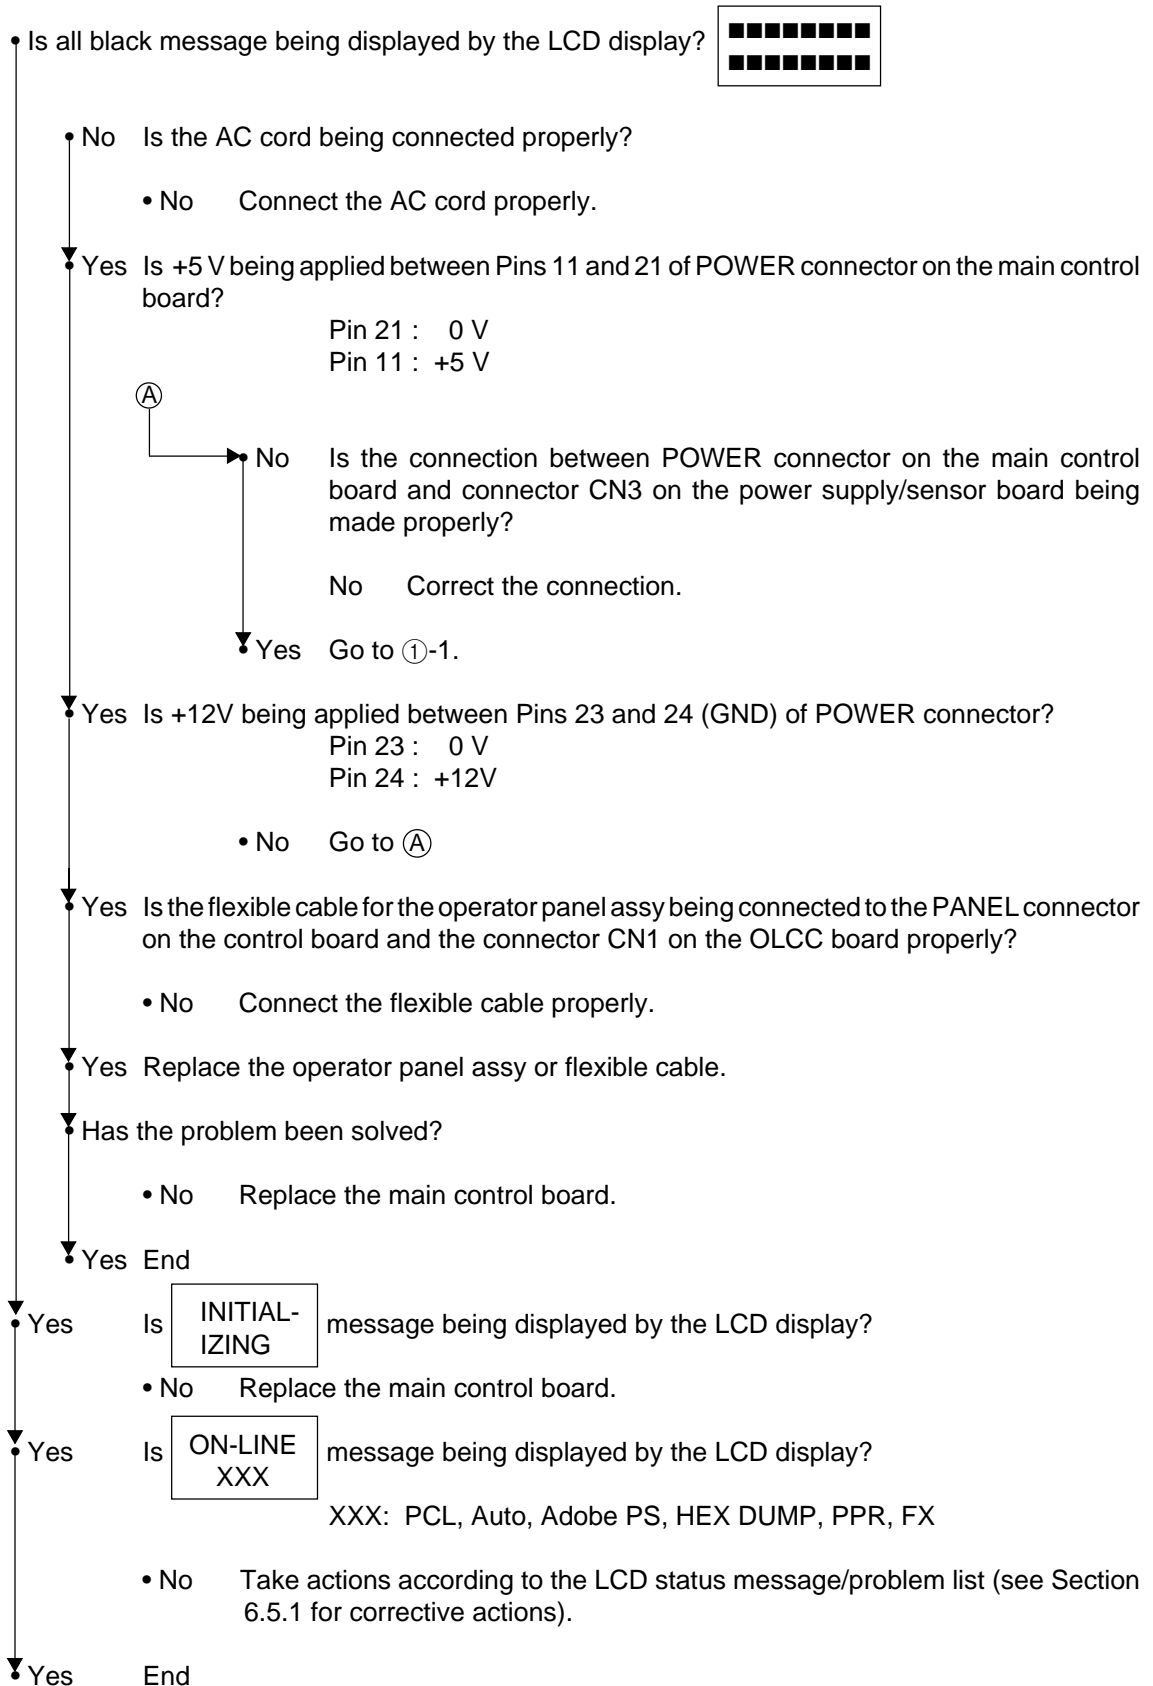 • Is all black message being displayed by the LCD display? ■■■■■■■■
■■■■■■■■
• No Is the AC cord being connected properly?
• No Connect the AC cord properly.
• Yes Is +5 V being applied between Pins 11 and 21 of POWER connector on the main control
board?
Pin 21 : 0 V
Pin 11 : +5 V
Ⓐ
• No Is the connection between POWER connector on the main control
board and connector CN3 on the power supply/sensor board being
made properly?
No Correct the connection.
• Yes Go to ①-1.
• Yes Is +12V being applied between Pins 23 and 24 (GND) of POWER connector?
Pin 23 : 0 V
Pin 24 : +12V
• No Go to Ⓐ
• Yes Is the flexible cable for the operator panel assy being connected to the PANEL connector
on the control board and the connector CN1 on the OLCC board properly?
• No Connect the flexible cable properly.
• Yes Replace the operator panel assy or flexible cable.
• Has the problem been solved?
• No Replace the main control board.
• Yes End
• Yes Is INITIAL-
IZING message being displayed by the LCD display?
• No Replace the main control board.
• Yes Is ON-LINE
XXX message being displayed by the LCD display?
XXX: PCL, Auto, Adobe PS, HEX DUMP, PPR, FX
• No Take actions according to the LCD status message/problem list (see Section
6.5.1 for corrective actions).
• Yes End